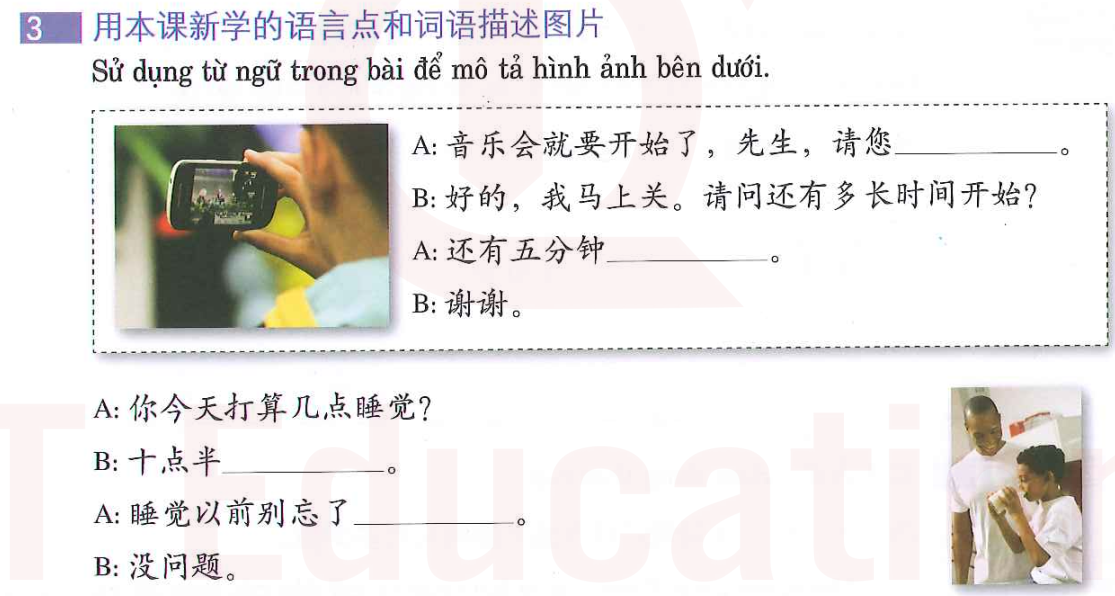 3 用本课新学的语言点和词语描述图片
Sử dụng từ ngữ trong bài để mô tả hình ảnh bên dưới.
A: 音乐会就要开始了，先生，请您__________。
B: 好的，我马上关。请问还有多长时间开始？
A: 还有五分钟__________。
B: 谢谢。
A: 你今天打算几点睡觉？
B: 十点半__________。
A: 睡觉以前别忘了__________。
B: 没问题。
T Educati